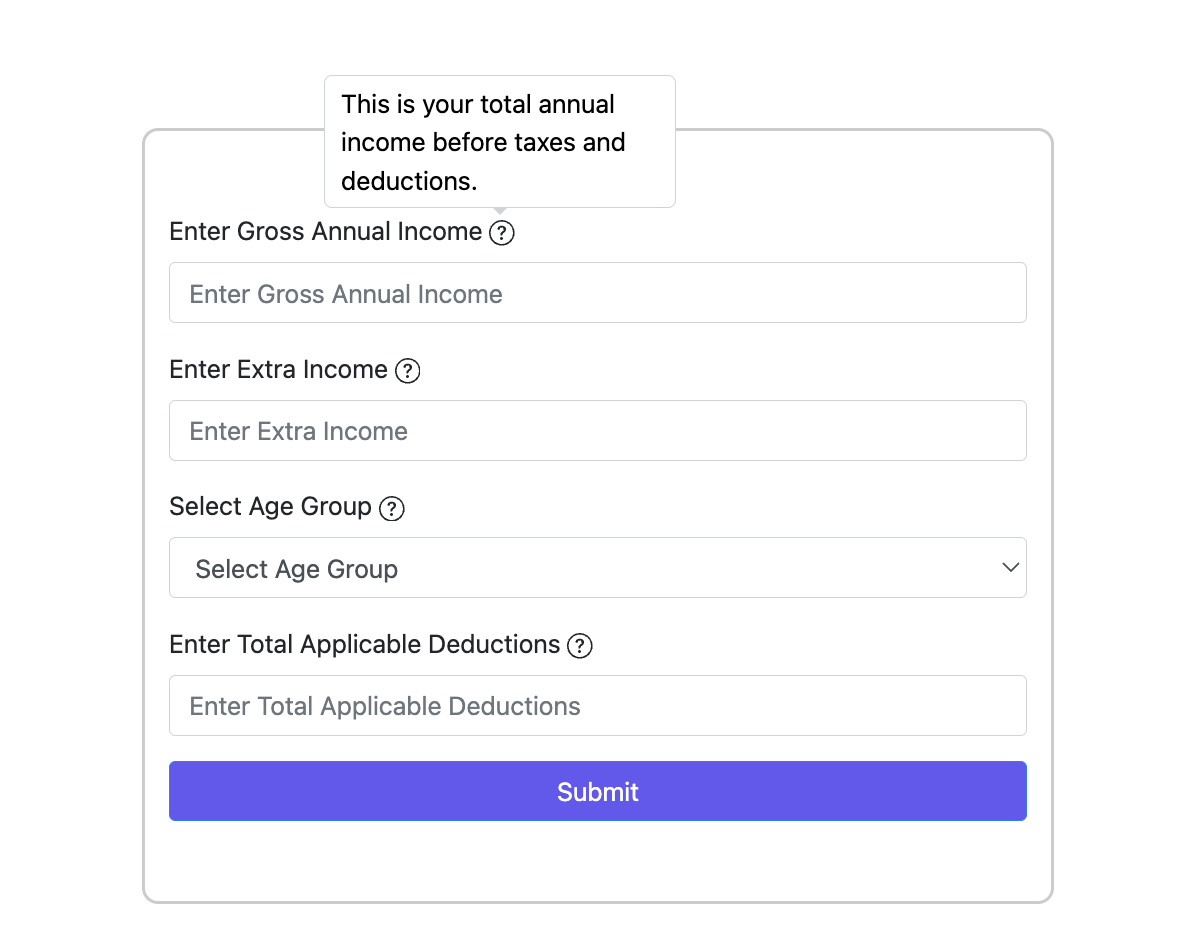 This is your total annual
income before taxes and
deductions.
Enter Gross Annual Income ?
Enter Gross Annual Income
Enter Extra Income ?
Enter Extra Income
Select Age Group ?
Select Age Group
Enter Total Applicable Deductions ?
Enter Total Applicable Deductions
Submit